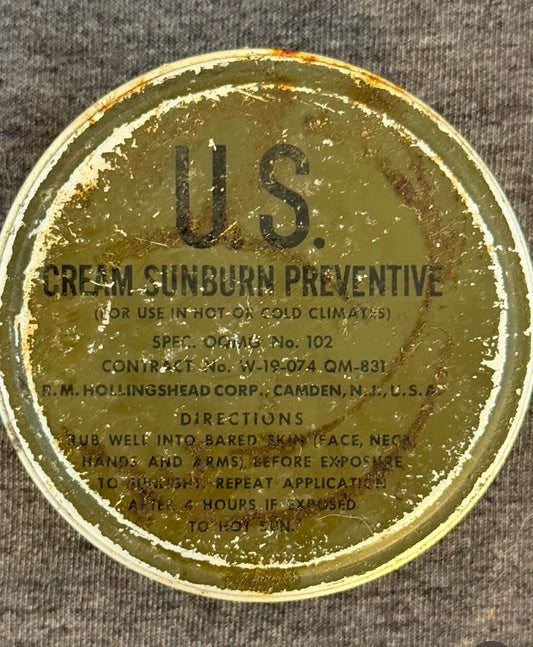 U.S.
CREAM SUNBURN PREVENTIVE
(FOR USE IN HOT OR COLD CLIMATES)
SPEC. OQMG No. 102
CONTRACT No. W-19-074 QM-831
R. M. HOLLINGSHEAD CORP., CAMDEN, N. J., U. S. A.
DIRECTIONS
RUB WELL INTO BARED SKIN (FACE, NECK,
HANDS AND ARMS) BEFORE EXPOSURE
TO SUNLIGHT. REPEAT APPLICATION
AFTER 4 HOURS IF EXPOSED
TO HOT SUN.